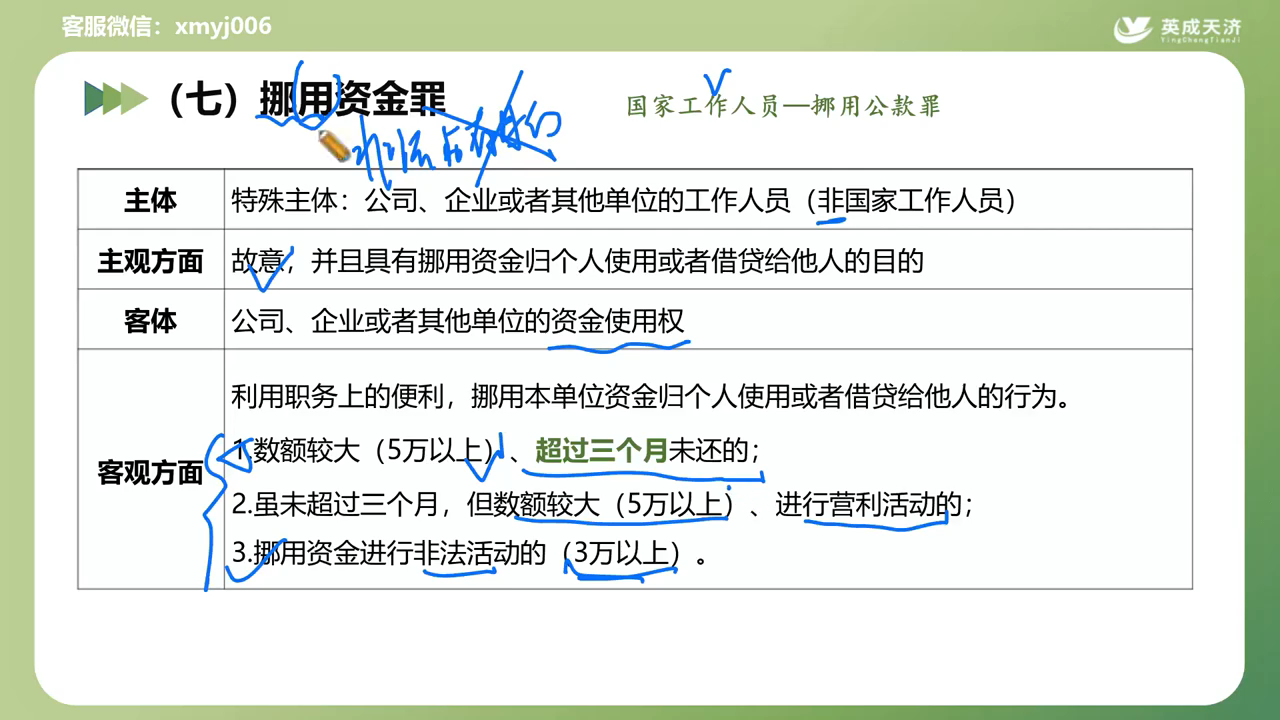 客服微信：xmyj006
英成天济
YingChengTianJi
（七）挪用资金罪
国家工作人员—挪用公款罪
主体
特殊主体：公司、企业或者其他单位的工作人员（非国家工作人员）
主观方面
故意，并且具有挪用资金归个人使用或者借贷给他人的目的
客体
公司、企业或者其他单位的资金使用权
客观方面
利用职务上的便利，挪用本单位资金归个人使用或者借贷给他人的行为。
1.数额较大（5万以上）、超过三个月未还的；
2.虽未超过三个月，但数额较大（5万以上）、进行营利活动的；
3.挪用资金进行非法活动的（3万以上）。